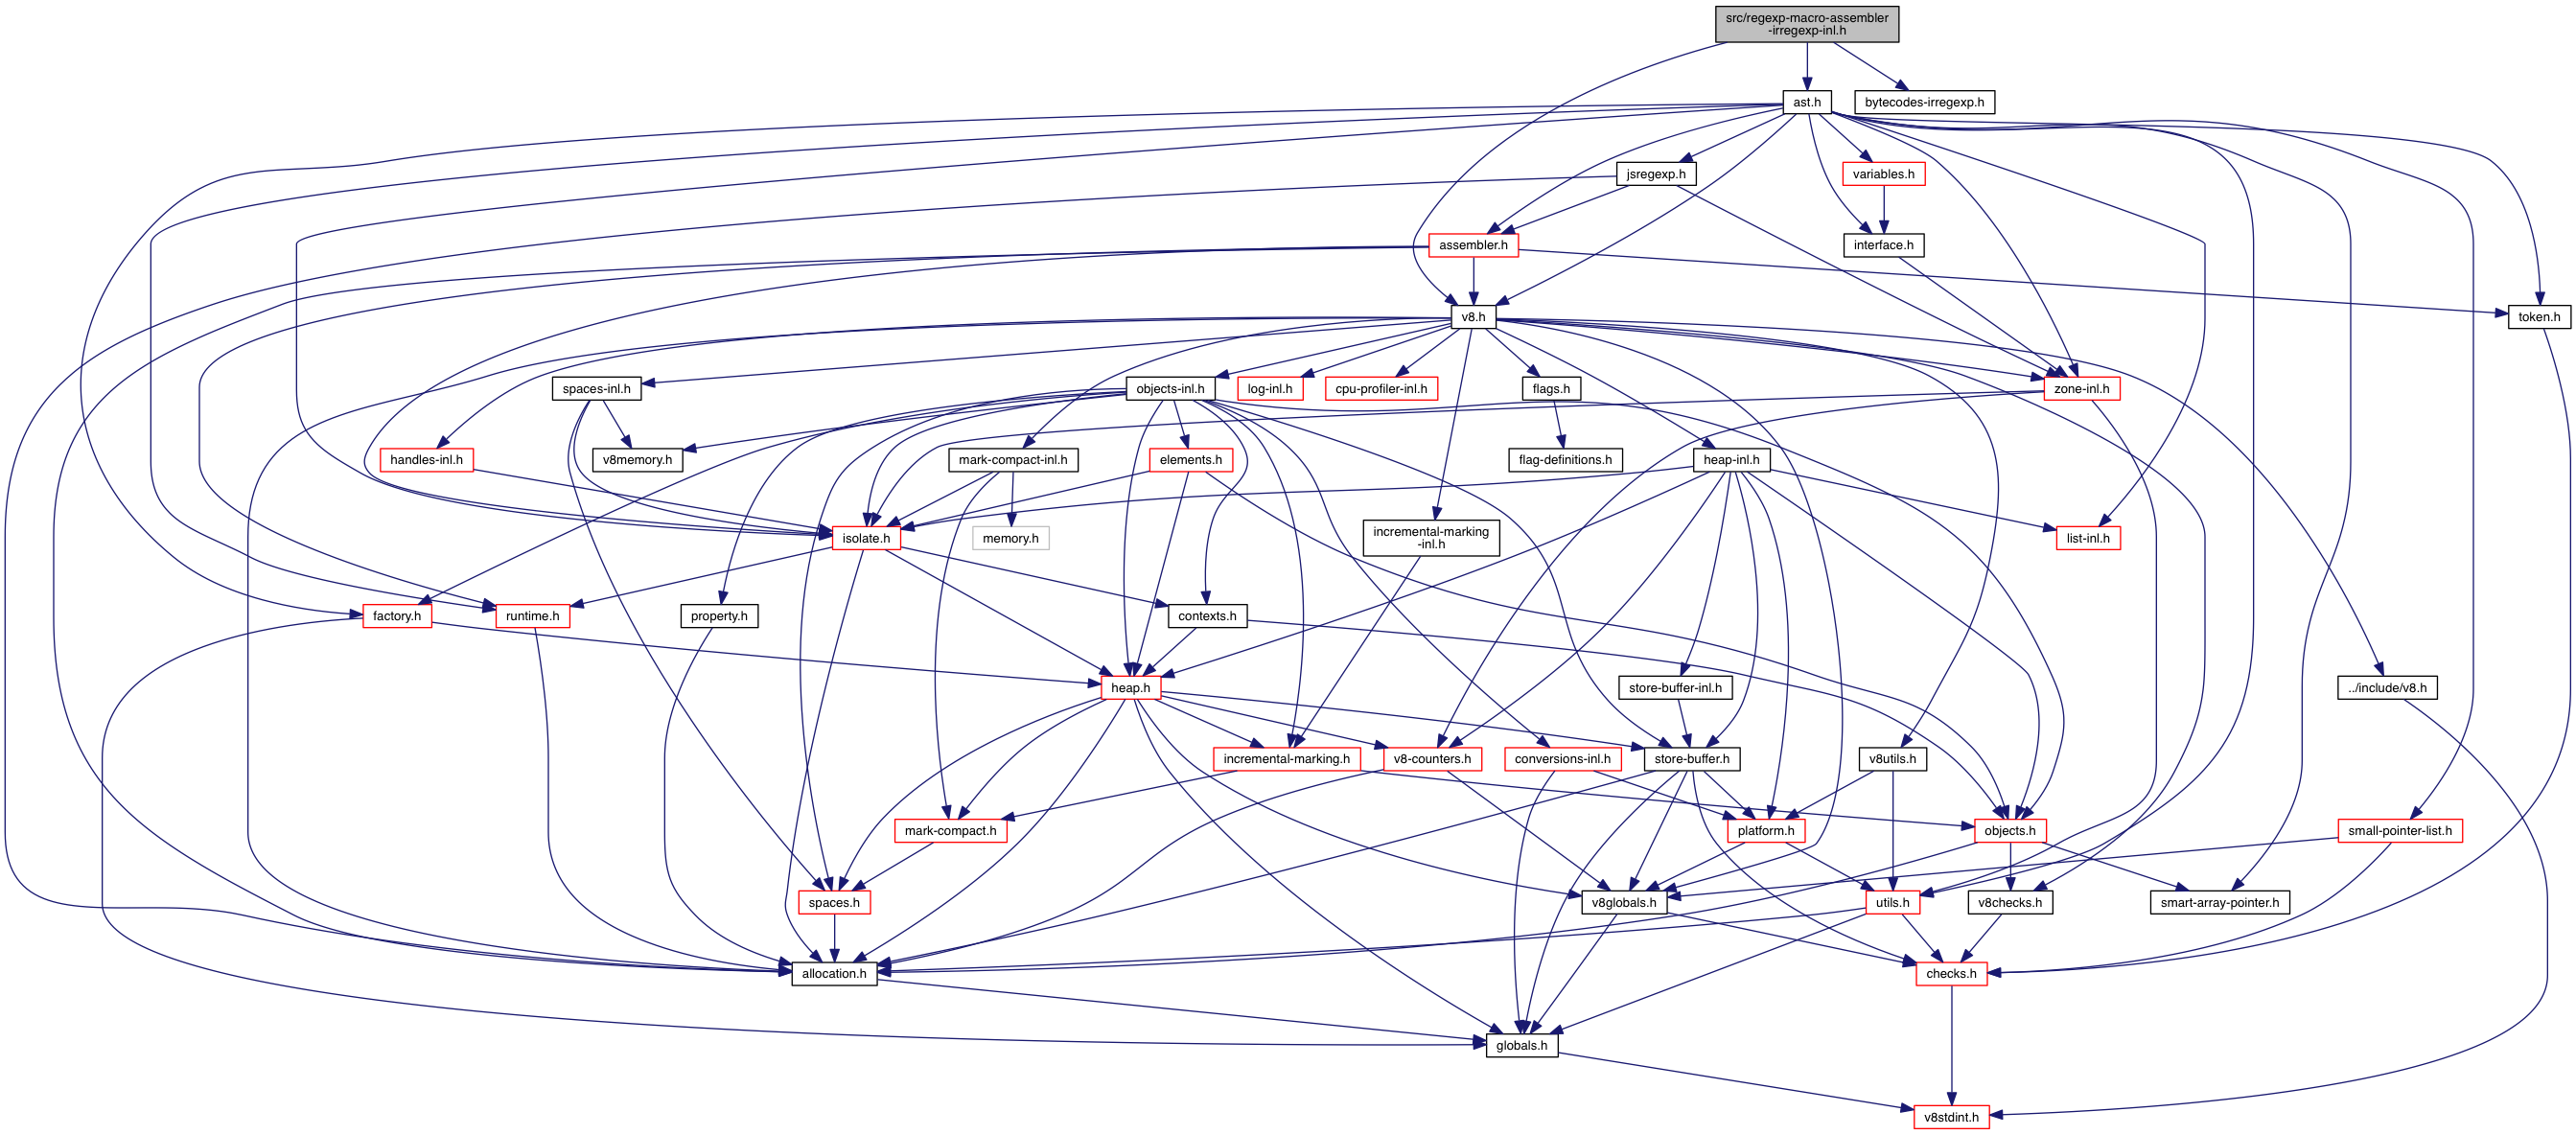 src/regexp-macro-assembler
-irregexp-inl.h
ast.h
bytecodes-irregexp.h
jsregexp.h
variables.h
assembler.h
interface.h
v8.h
token.h
spaces-inl.h
objects-inl.h
log-inl.h
cpu-profiler-inl.h
flags.h
zone-inl.h
handles-inl.h
v8memory.h
mark-compact-inl.h
elements.h
flag-definitions.h
heap-inl.h
isolate.h
memory.h
incremental-marking
-inl.h
list-inl.h
factory.h
runtime.h
property.h
contexts.h
heap.h
store-buffer-inl.h
../include/v8.h
incremental-marking.h
v8-counters.h
conversions-inl.h
store-buffer.h
v8utils.h
mark-compact.h
platform.h
objects.h
small-pointer-list.h
spaces.h
v8globals.h
utils.h
v8checks.h
smart-array-pointer.h
allocation.h
checks.h
globals.h
v8stdint.h